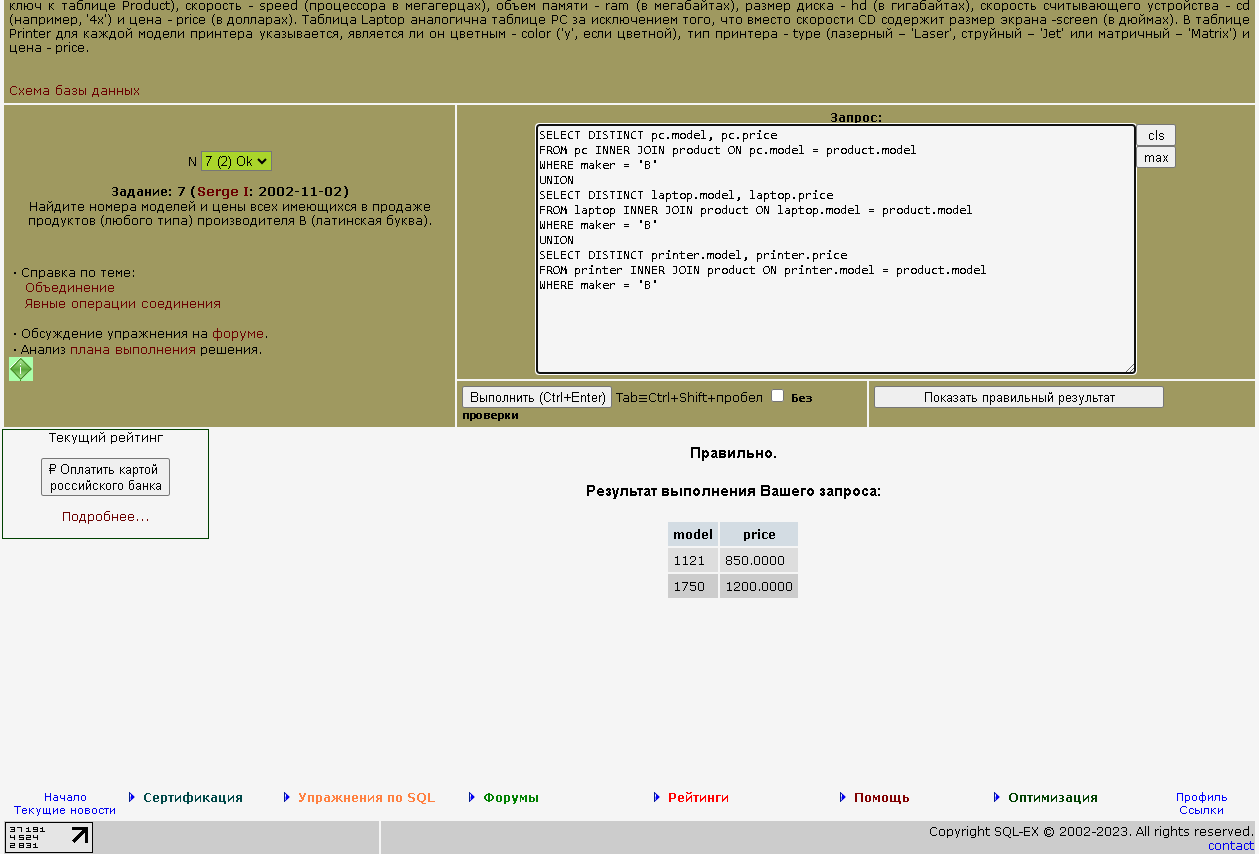 ключ к таблице Product), скорость - speed (процессора в мегагерцах), объем памяти - ram (в мегабайтах), размер диска - hd (в гигабайтах), скорость считывающего устройства - cd
(например, '4x') и цена - price (в долларах). Таблица Laptop аналогична таблице PC за исключением того, что вместо скорости CD содержит размер экрана -screen (в дюймах). В таблице
Printer для каждой модели принтера указывается, является ли он цветным - color ('y', если цветной), тип принтера - type (лазерный – 'Laser', струйный – 'Jet' или матричный – 'Matrix') и
цена - price.
Схема базы данных
N 7 (2) Ok
Задание: 7 (Serge I: 2002-11-02)
Найдите номера моделей и цены всех имеющихся в продаже
продуктов (любого типа) производителя B (латинская буква).
· Справка по теме:
Объединение
Явные операции соединения
· Обсуждение упражнения на форуме.
· Анализ плана выполнения решения.
Запрос:
SELECT DISTINCT pc.model, pc.price
FROM pc INNER JOIN product ON pc.model = product.model
WHERE maker = 'B'
UNION
SELECT DISTINCT laptop.model, laptop.price
FROM laptop INNER JOIN product ON laptop.model = product.model
WHERE maker = 'B'
UNION
SELECT DISTINCT printer.model, printer.price
FROM printer INNER JOIN product ON printer.model = product.model
WHERE maker = 'B'
cls
max
Выполнить (Ctrl+Enter) Tab≡Ctrl+Shift+пробел Без
проверки
Показать правильный результат
Текущий рейтинг
₽ Оплатить картой
российского банка
Подробнее...
Правильно.
Результат выполнения Вашего запроса:
model price
1121 850.0000
1750 1200.0000
Начало
Текущие новости
Сертификация
Упражнения по SQL
Форумы
Рейтинги
Помощь
Оптимизация
Профиль
Ссылки
37191
4524
2831
Copyright SQL-EX © 2002-2023. All rights reserved.
contact